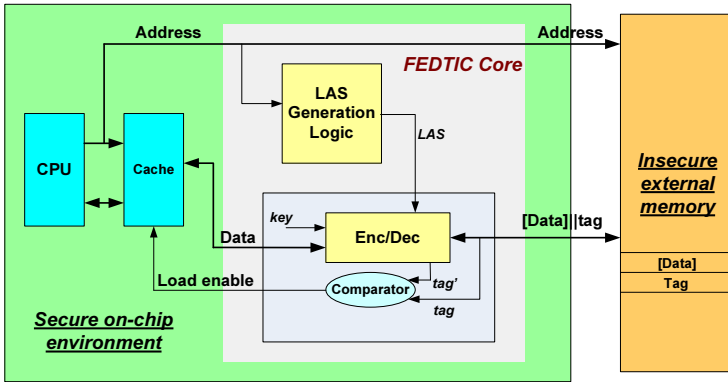 Address
Address
FEDTIC Core
LAS
Generation
Logic
LAS
CPU
Cache
Insecure
external
memory
key
Enc/Dec
[Data]||tag
Data
[Data]
Tag
Load enable
Comparator
tag’
tag
Secure on-chip
environment